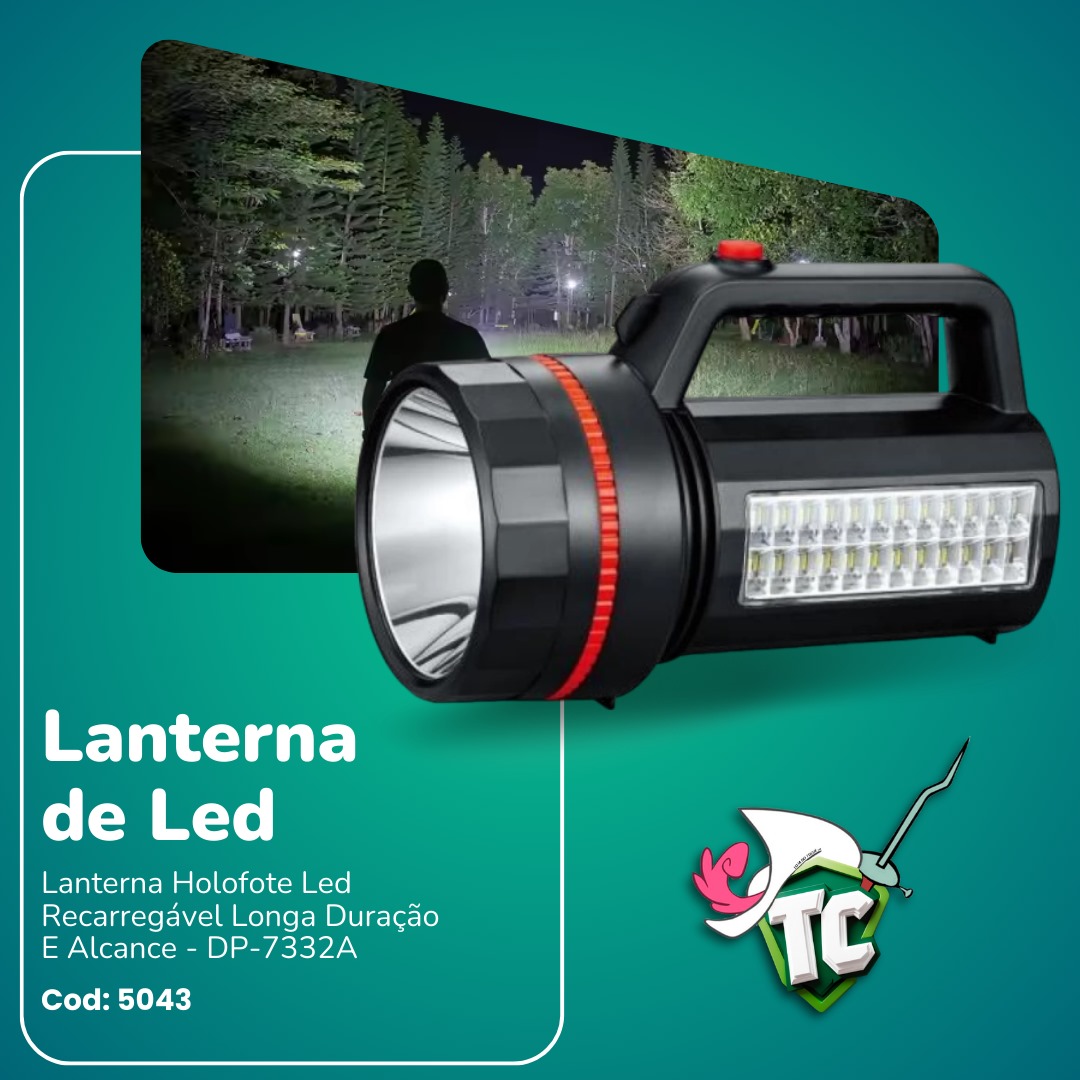 Lanterna
de Led
Lanterna Holofote Led
Recarregável Longa Duração
E Alcance - DP-7332A
Cod: 5043
TC